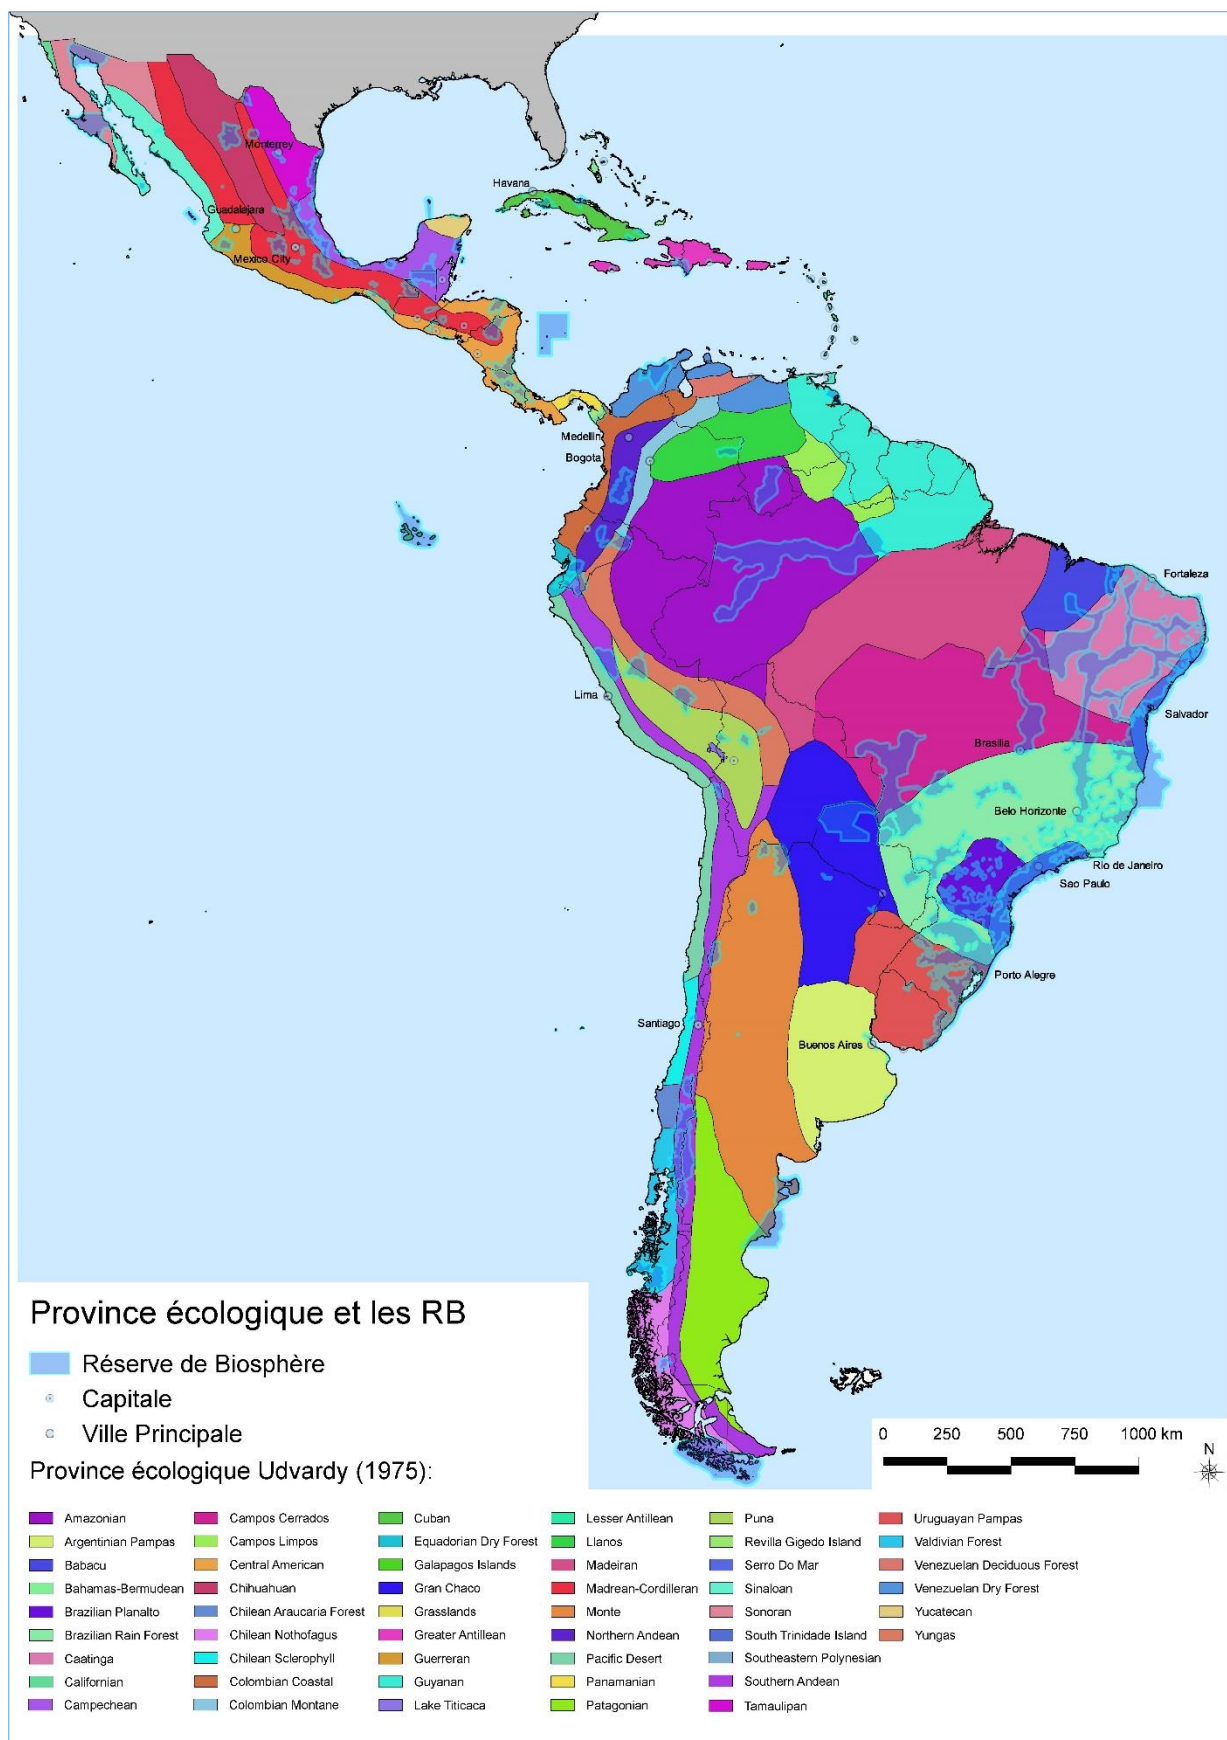 Monterrey
Havana
Guadalajara
Mexico City
Medellin
Bogota
Fortaleza
Lima
Salvador
Brasilia
Belo Horizonte
Rio de Janeiro
Sao Paulo
Porto Alegre
Santiago
Buenos Aires
Province écologique et les RB
Réserve de Biosphère
Capitale
Ville Principale
Province écologique Udvardy (1975):
0 250 500 750 1000 km
N
Amazonian
Argentinian Pampas
Babacu
Bahamas-Bermudean
Brazilian Planalto
Brazilian Rain Forest
Caatinga
Californian
Campechean
Campos Cerrados
Campos Limpos
Central American
Chihuahuan
Chilean Araucaria Forest
Chilean Nothofagus
Chilean Sclerophyll
Colombian Coastal
Colombian Montane
Cuban
Equadorian Dry Forest
Galapagos Islands
Gran Chaco
Grasslands
Greater Antillean
Guerreran
Guyanan
Lake Titicaca
Lesser Antillean
Llanos
Madeiran
Madrean-Cordilleran
Monte
Northern Andean
Pacific Desert
Panamanian
Patagonian
Puna
Revilla Gigedo Island
Serro Do Mar
Sinaloan
Sonoran
South Trinidade Island
Southeastern Polynesian
Southern Andean
Tamaulipan
Uruguayan Pampas
Valdivian Forest
Venezuelan Deciduous Forest
Venezuelan Dry Forest
Yucatecan
Yungas